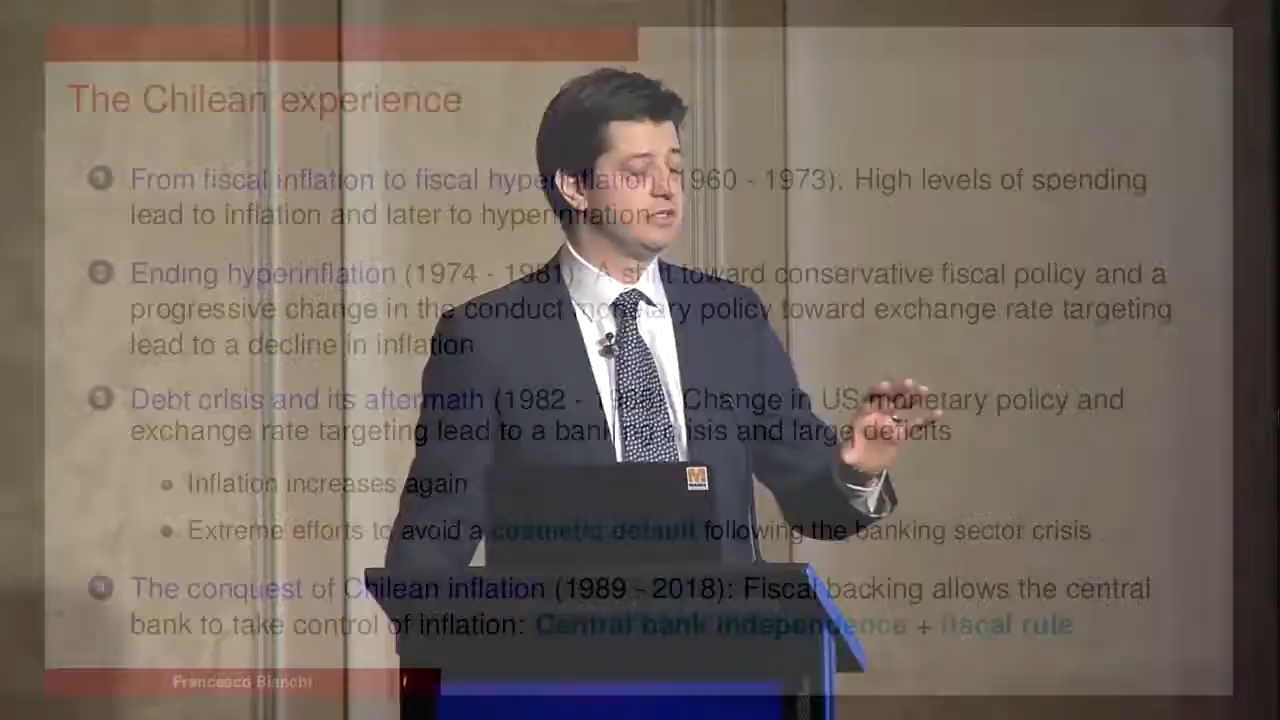 The Chilean experience
From fiscal inflation to fiscal hyperinflation (1960 - 1973): High levels of spending
lead to inflation and later to hyperinflation
Ending hyperinflation (1974 - 1981): A shift toward conservative fiscal policy and a
progressive change in the conduct monetary policy toward exchange rate targeting
lead to a decline in inflation
Debt crisis and its aftermath (1982 - Change in US monetary policy and
exchange rate targeting lead to a banking crisis and large deficits
Inflation increases again
Extreme efforts to avoid a cosmetic default following the banking sector crisis
The conquest of Chilean inflation (1989 - 2018): Fiscal backing allows the central
bank to take control of inflation: Central bank independence + fiscal rule
Francesco Bianchi